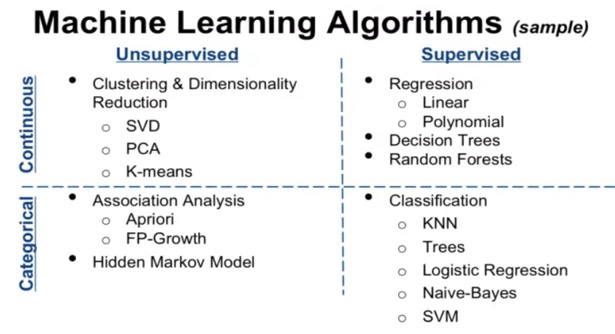 Machine Learning Algorithms (sample)
Unsupervised
Supervised
Continuous
• Clustering & Dimensionality
Reduction
o SVD
o PCA
o K-means
• Regression
o Linear
o Polynomial
• Decision Trees
• Random Forests
Categorical
• Association Analysis
o Apriori
o FP-Growth
• Hidden Markov Model
• Classification
o KNN
o Trees
o Logistic Regression
o Naive-Bayes
o SVM